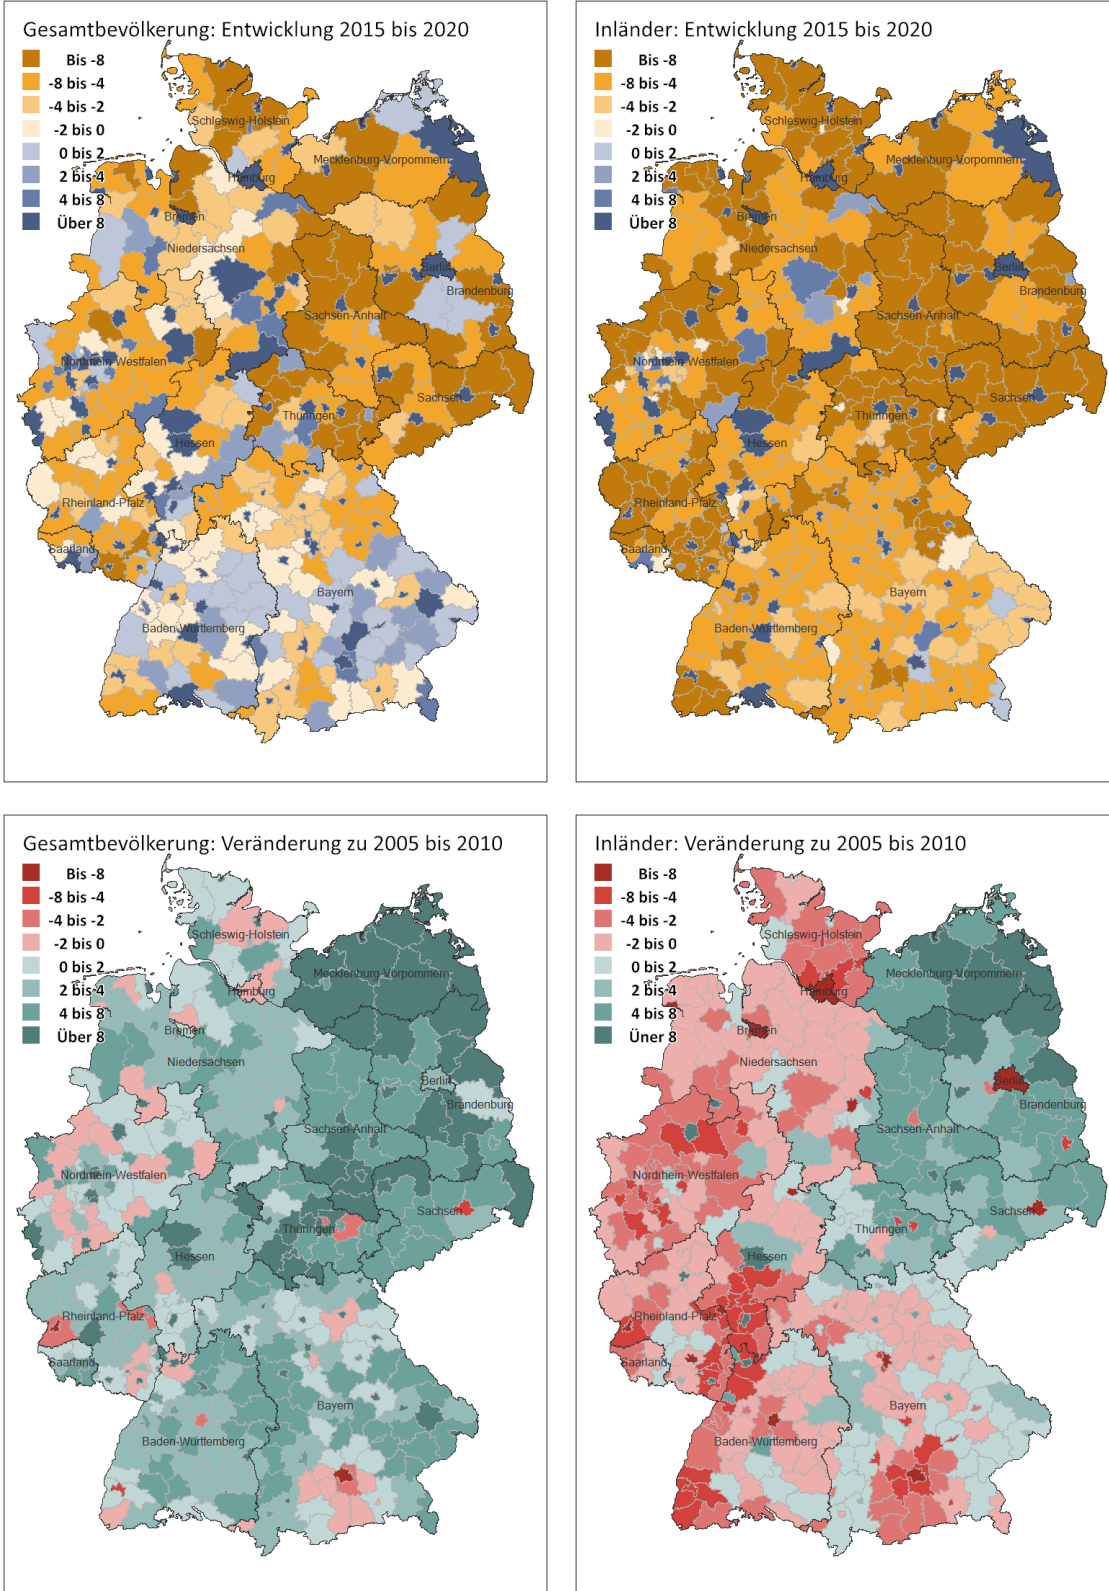 Gesamtbevölkerung: Entwicklung 2015 bis 2020
Bis -8
-8 bis -4
-4 bis -2
-2 bis 0
0 bis 2
2 bis 4
4 bis 8
Über 8
Schleswig-Holstein
Mecklenburg-Vorpommern
Hamburg
Bremen
Niedersachsen
Berlin
Brandenburg
Sachsen-Anhalt
Nordrhein-Westfalen
Sachsen
Thüringen
Hessen
Rheinland-Pfalz
Saarland
Bayern
Baden-Württemberg
Inländer: Entwicklung 2015 bis 2020
Bis -8
-8 bis -4
-4 bis -2
-2 bis 0
0 bis 2
2 bis 4
4 bis 8
Über 8
Schleswig-Holstein
Mecklenburg-Vorpommern
Hamburg
Bremen
Niedersachsen
Berlin
Brandenburg
Sachsen-Anhalt
Nordrhein-Westfalen
Sachsen
Thüringen
Hessen
Rheinland-Pfalz
Saarland
Bayern
Baden-Württemberg
Gesamtbevölkerung: Veränderung zu 2005 bis 2010
Bis -8
-8 bis -4
-4 bis -2
-2 bis 0
0 bis 2
2 bis 4
4 bis 8
Über 8
Schleswig-Holstein
Mecklenburg-Vorpommern
Hamburg
Bremen
Niedersachsen
Berlin
Brandenburg
Sachsen-Anhalt
Nordrhein-Westfalen
Sachsen
Thüringen
Hessen
Rheinland-Pfalz
Saarland
Bayern
Baden-Württemberg
Inländer: Veränderung zu 2005 bis 2010
Bis -8
-8 bis -4
-4 bis -2
-2 bis 0
0 bis 2
2 bis 4
4 bis 8
Üner 8
Schleswig-Holstein
Mecklenburg-Vorpommern
Hamburg
Bremen
Niedersachsen
Berlin
Brandenburg
Sachsen-Anhalt
Nordrhein-Westfalen
Sachsen
Thüringen
Hessen
Rheinland-Pfalz
Saarland
Bayern
Baden-Württemberg